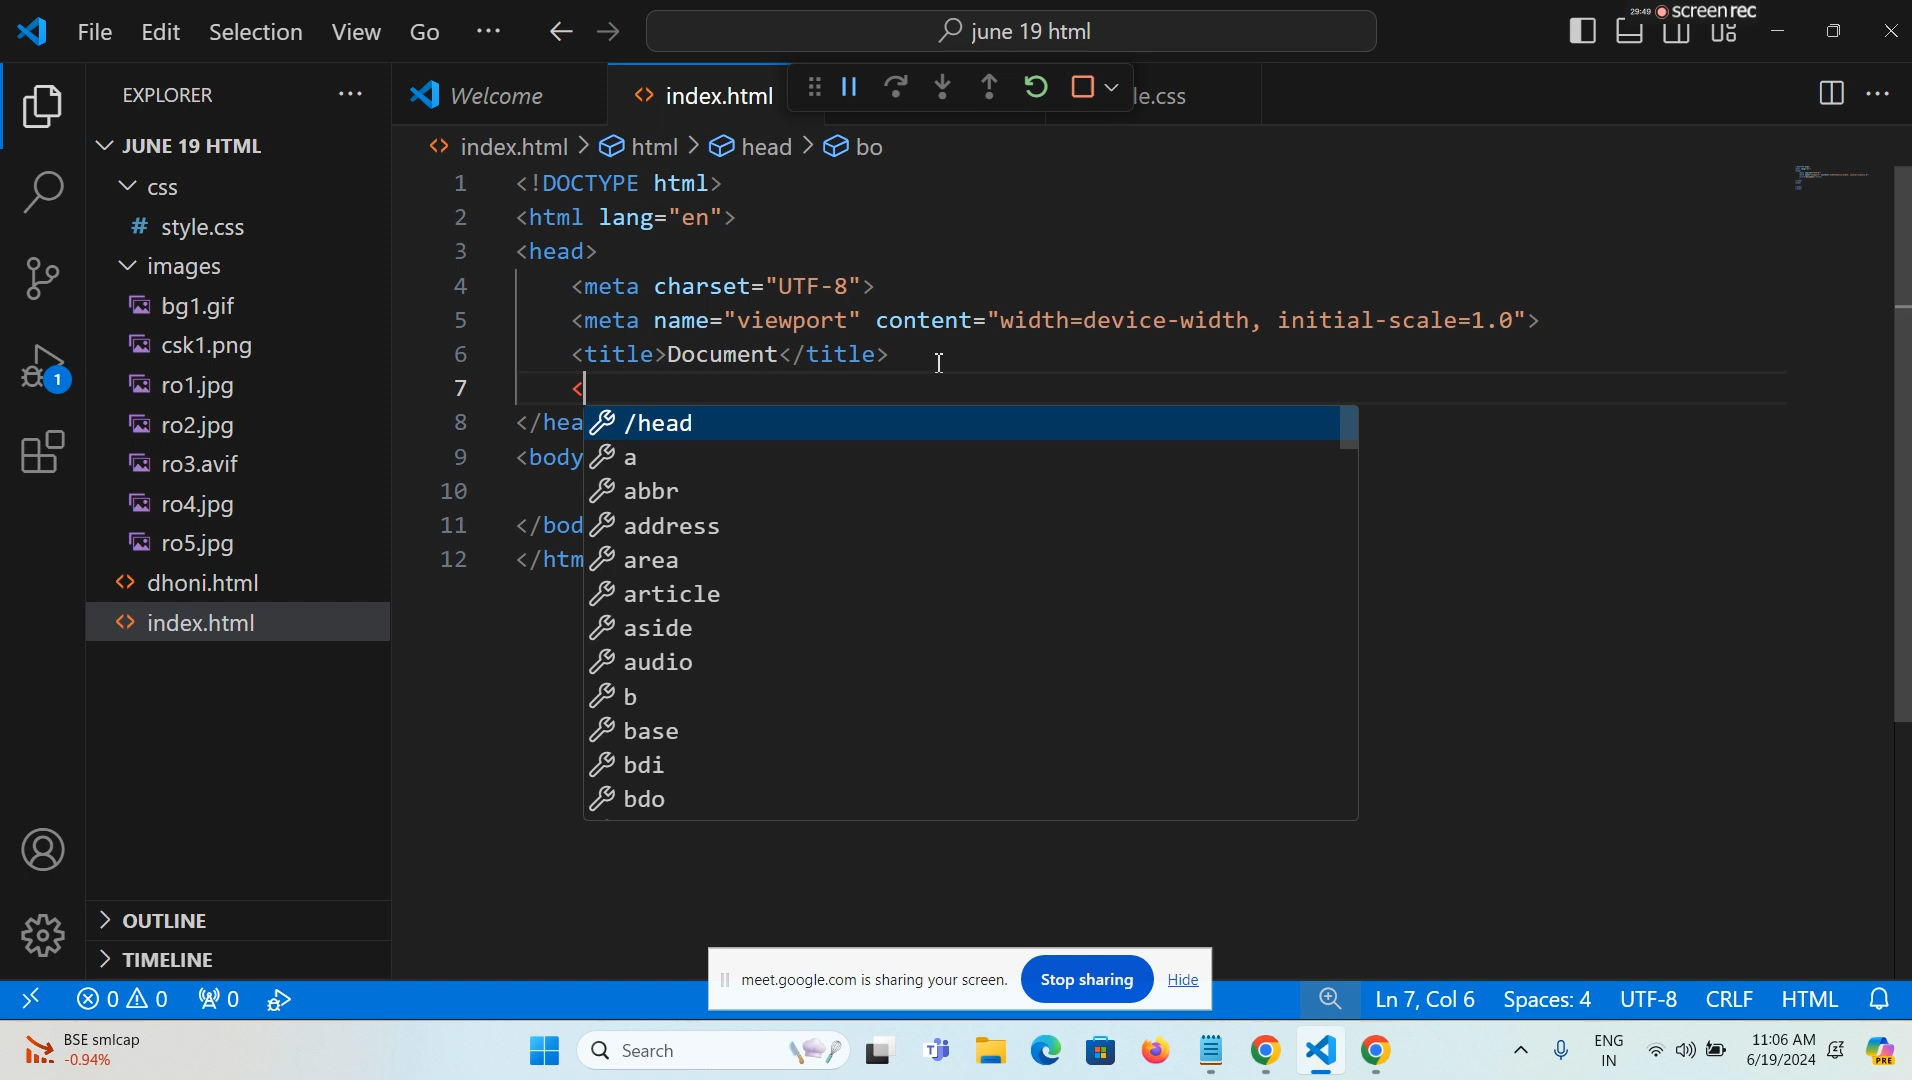 File Edit Selection View Go ··· june 19 html 29:49 screenrec
EXPLORER ···
JUNE 19 HTML
css
# style.css
images
bg1.gif
csk1.png
ro1.jpg
ro2.jpg
ro3.avif
ro4.jpg
ro5.jpg
<> dhoni.html
<> index.html
OUTLINE
TIMELINE
Welcome <> index.html le.css ···
<> index.html > html > head > bo
1 <!DOCTYPE html>
2 <html lang="en">
3 <head>
4 <meta charset="UTF-8">
5 <meta name="viewport" content="width=device-width, initial-scale=1.0">
6 <title>Document</title>
7 <
8 </hea
9 <body
10
11 </bod
12 </htm
/head
a
abbr
address
area
article
aside
audio
b
base
bdi
bdo
1
meet.google.com is sharing your screen. Stop sharing Hide
0 0 0 Ln 7, Col 6 Spaces: 4 UTF-8 CRLF HTML
BSE smlcap
-0.94%
Search
ENG
IN
11:06 AM
6/19/2024
PRE